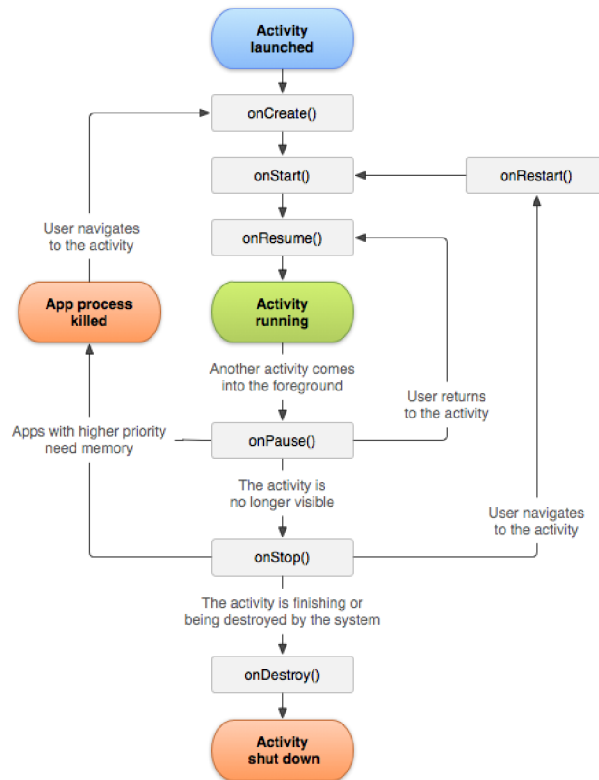 Activity
launched
onCreate()
onStart()
onRestart()
User navigates
to the activity
onResume()
App process
killed
Activity
running
Another activity comes
into the foreground
User returns
to the activity
Apps with higher priority
need memory
onPause()
The activity is
no longer visible
User navigates
to the activity
onStop()
The activity is finishing or
being destroyed by the system
onDestroy()
Activity
shut down